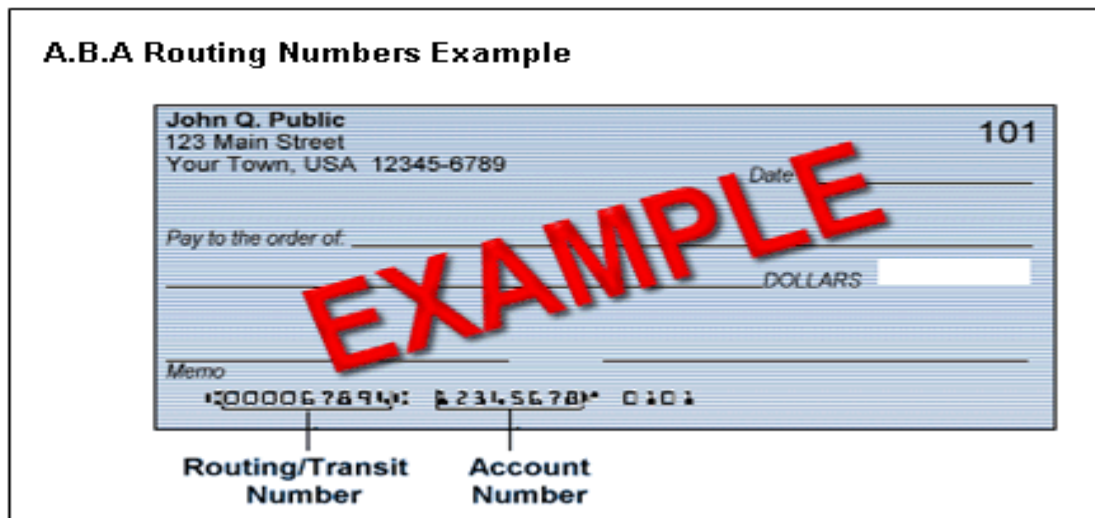 A.B.A Routing Numbers Example
John Q. Public
101
123 Main Street
Your Town, USA 12345-6789
Date
Pay to the order of:
EXAMPLE
DOLLARS
Memo
12345678 0101
Routing/Transit Account
Number Number